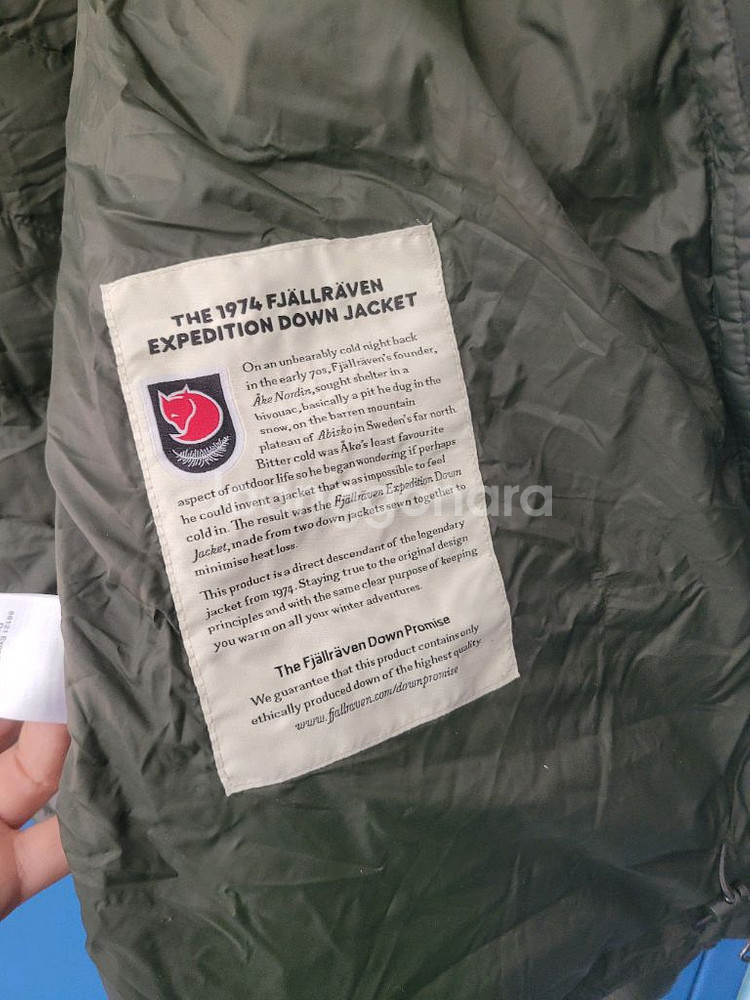 THE 1974 FJÄLLRÄVEN
EXPEDITION DOWN JACKET
On an unbearably cold night back
in the early 70s, Fjällräven's founder,
Åke Nordin, sought shelter in a
bivouac, basically a pit he dug in the
snow, on the barren mountain
plateau of Abisko in Sweden's far north.
Bitter cold was Åke's least favourite
aspect of outdoor life so he began wondering if perhaps
he could invent a jacket that was impossible to feel
cold in. The result was the Fjällräven Expedition Down
Jacket, made from two down jackets sewn together to
minimise heat loss.
This product is a direct descendant of the legendary
jacket from 1974. Staying true to the original design
principles and with the same clear purpose of keeping
you warm on all your winter adventures.
The Fjällräven Down Promise
We guarantee that this product contains only
ethically produced down of the highest quality.
www.fjallraven.com/downpromise